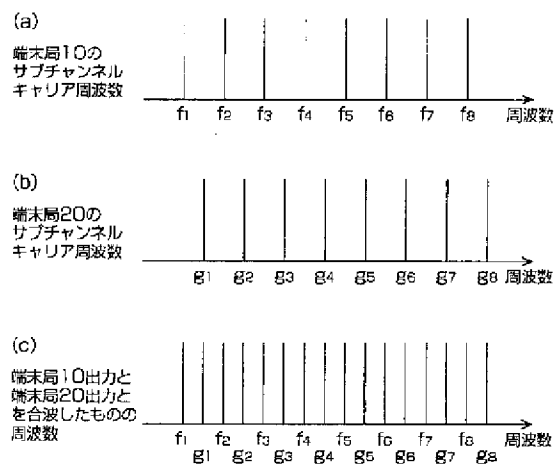 (a)
端末局10の
サブチャンネル
キャリア周波数
f1 f2 f3 f4 f5 f6 f7 f8 周波数
(b)
端末局20の
サブチャンネル
キャリア周波数
g1 g2 g3 g4 g5 g6 g7 g8 周波数
(c)
端末局10出力と
端末局20出力と
を合波したものの
周波数
f1 f2 f3 f4 f5 f6 f7 f8 周波数
g1 g2 g3 g4 g5 g6 g7 g8